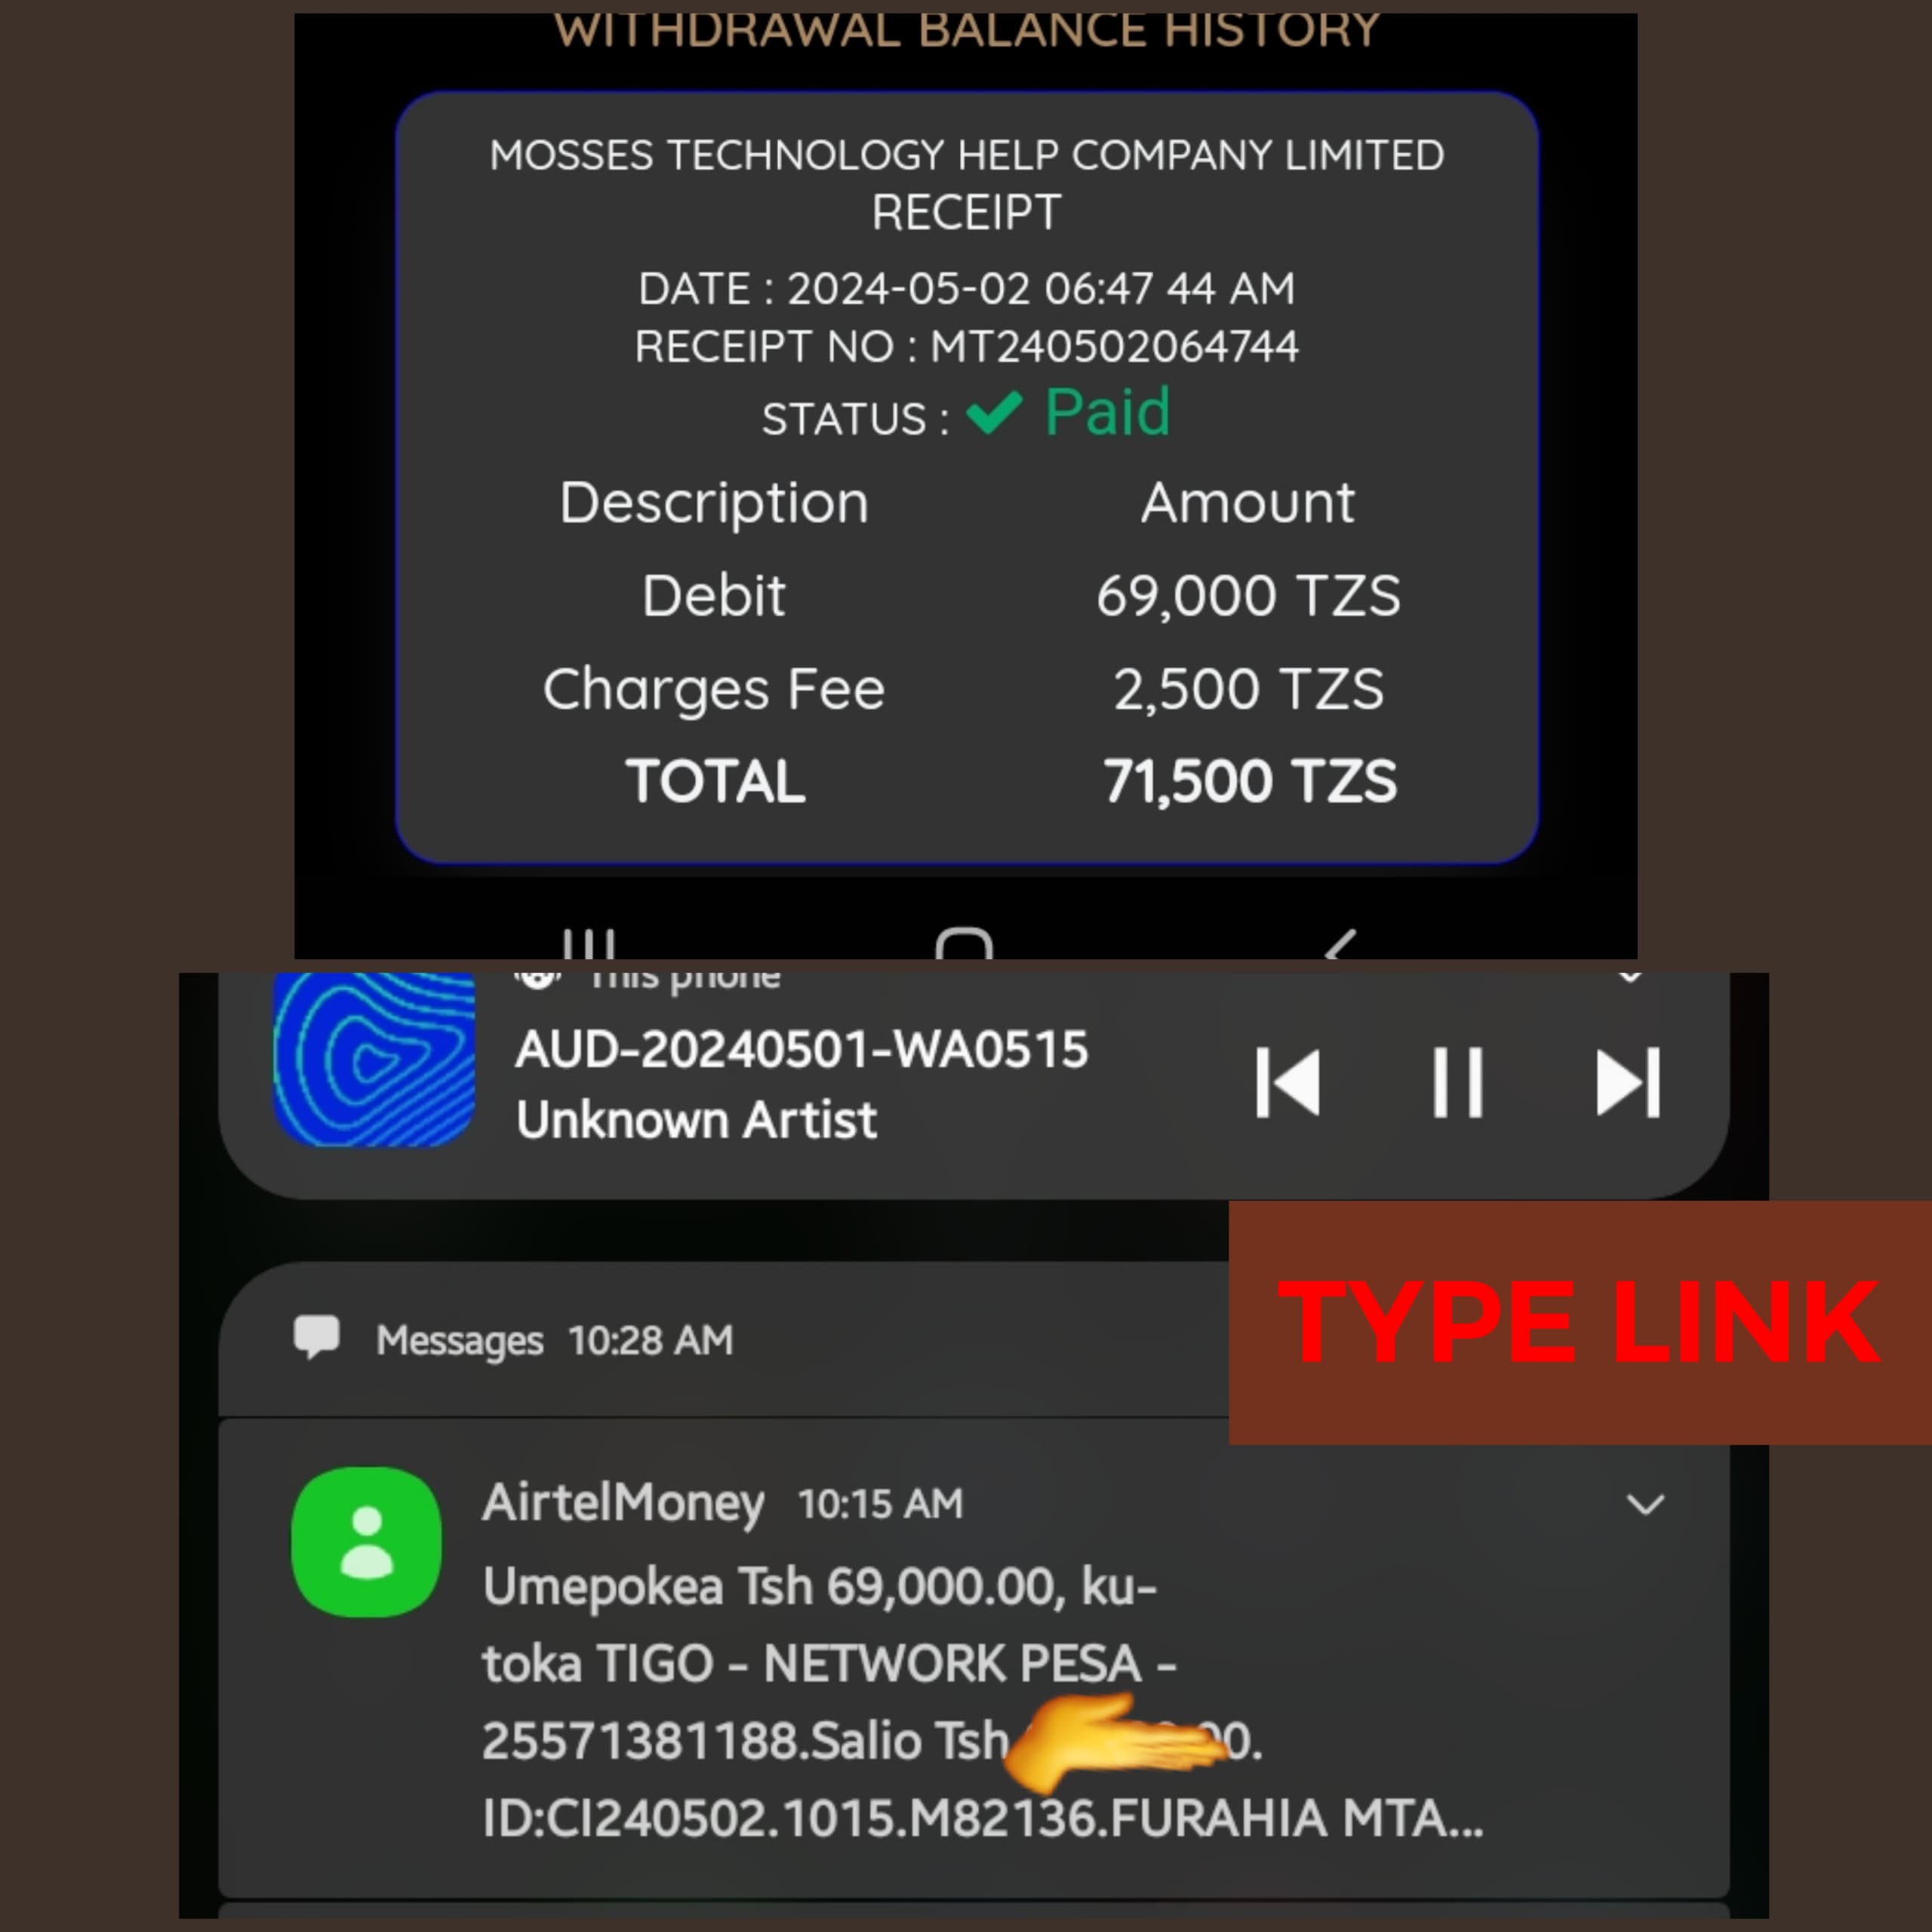 WITHDRAWAL BALANCE HISTORY
MOSSES TECHNOLOGY HELP COMPANY LIMITED
RECEIPT
DATE : 2024-05-02 06:47 44 AM
RECEIPT NO : MT240502064744
STATUS : ✔ Paid
Description Amount
Debit 69,000 TZS
Charges Fee 2,500 TZS
TOTAL 71,500 TZS
This phone
AUD-20240501-WA0515
Unknown Artist
TYPE LINK
Messages 10:28 AM
AirtelMoney 10:15 AM
Umepokea Tsh 69,000.00, ku-
toka TIGO - NETWORK PESA -
25571381188.Salio Tsh
ID:CI240502.1015.M82136.FURAHIA MTA...